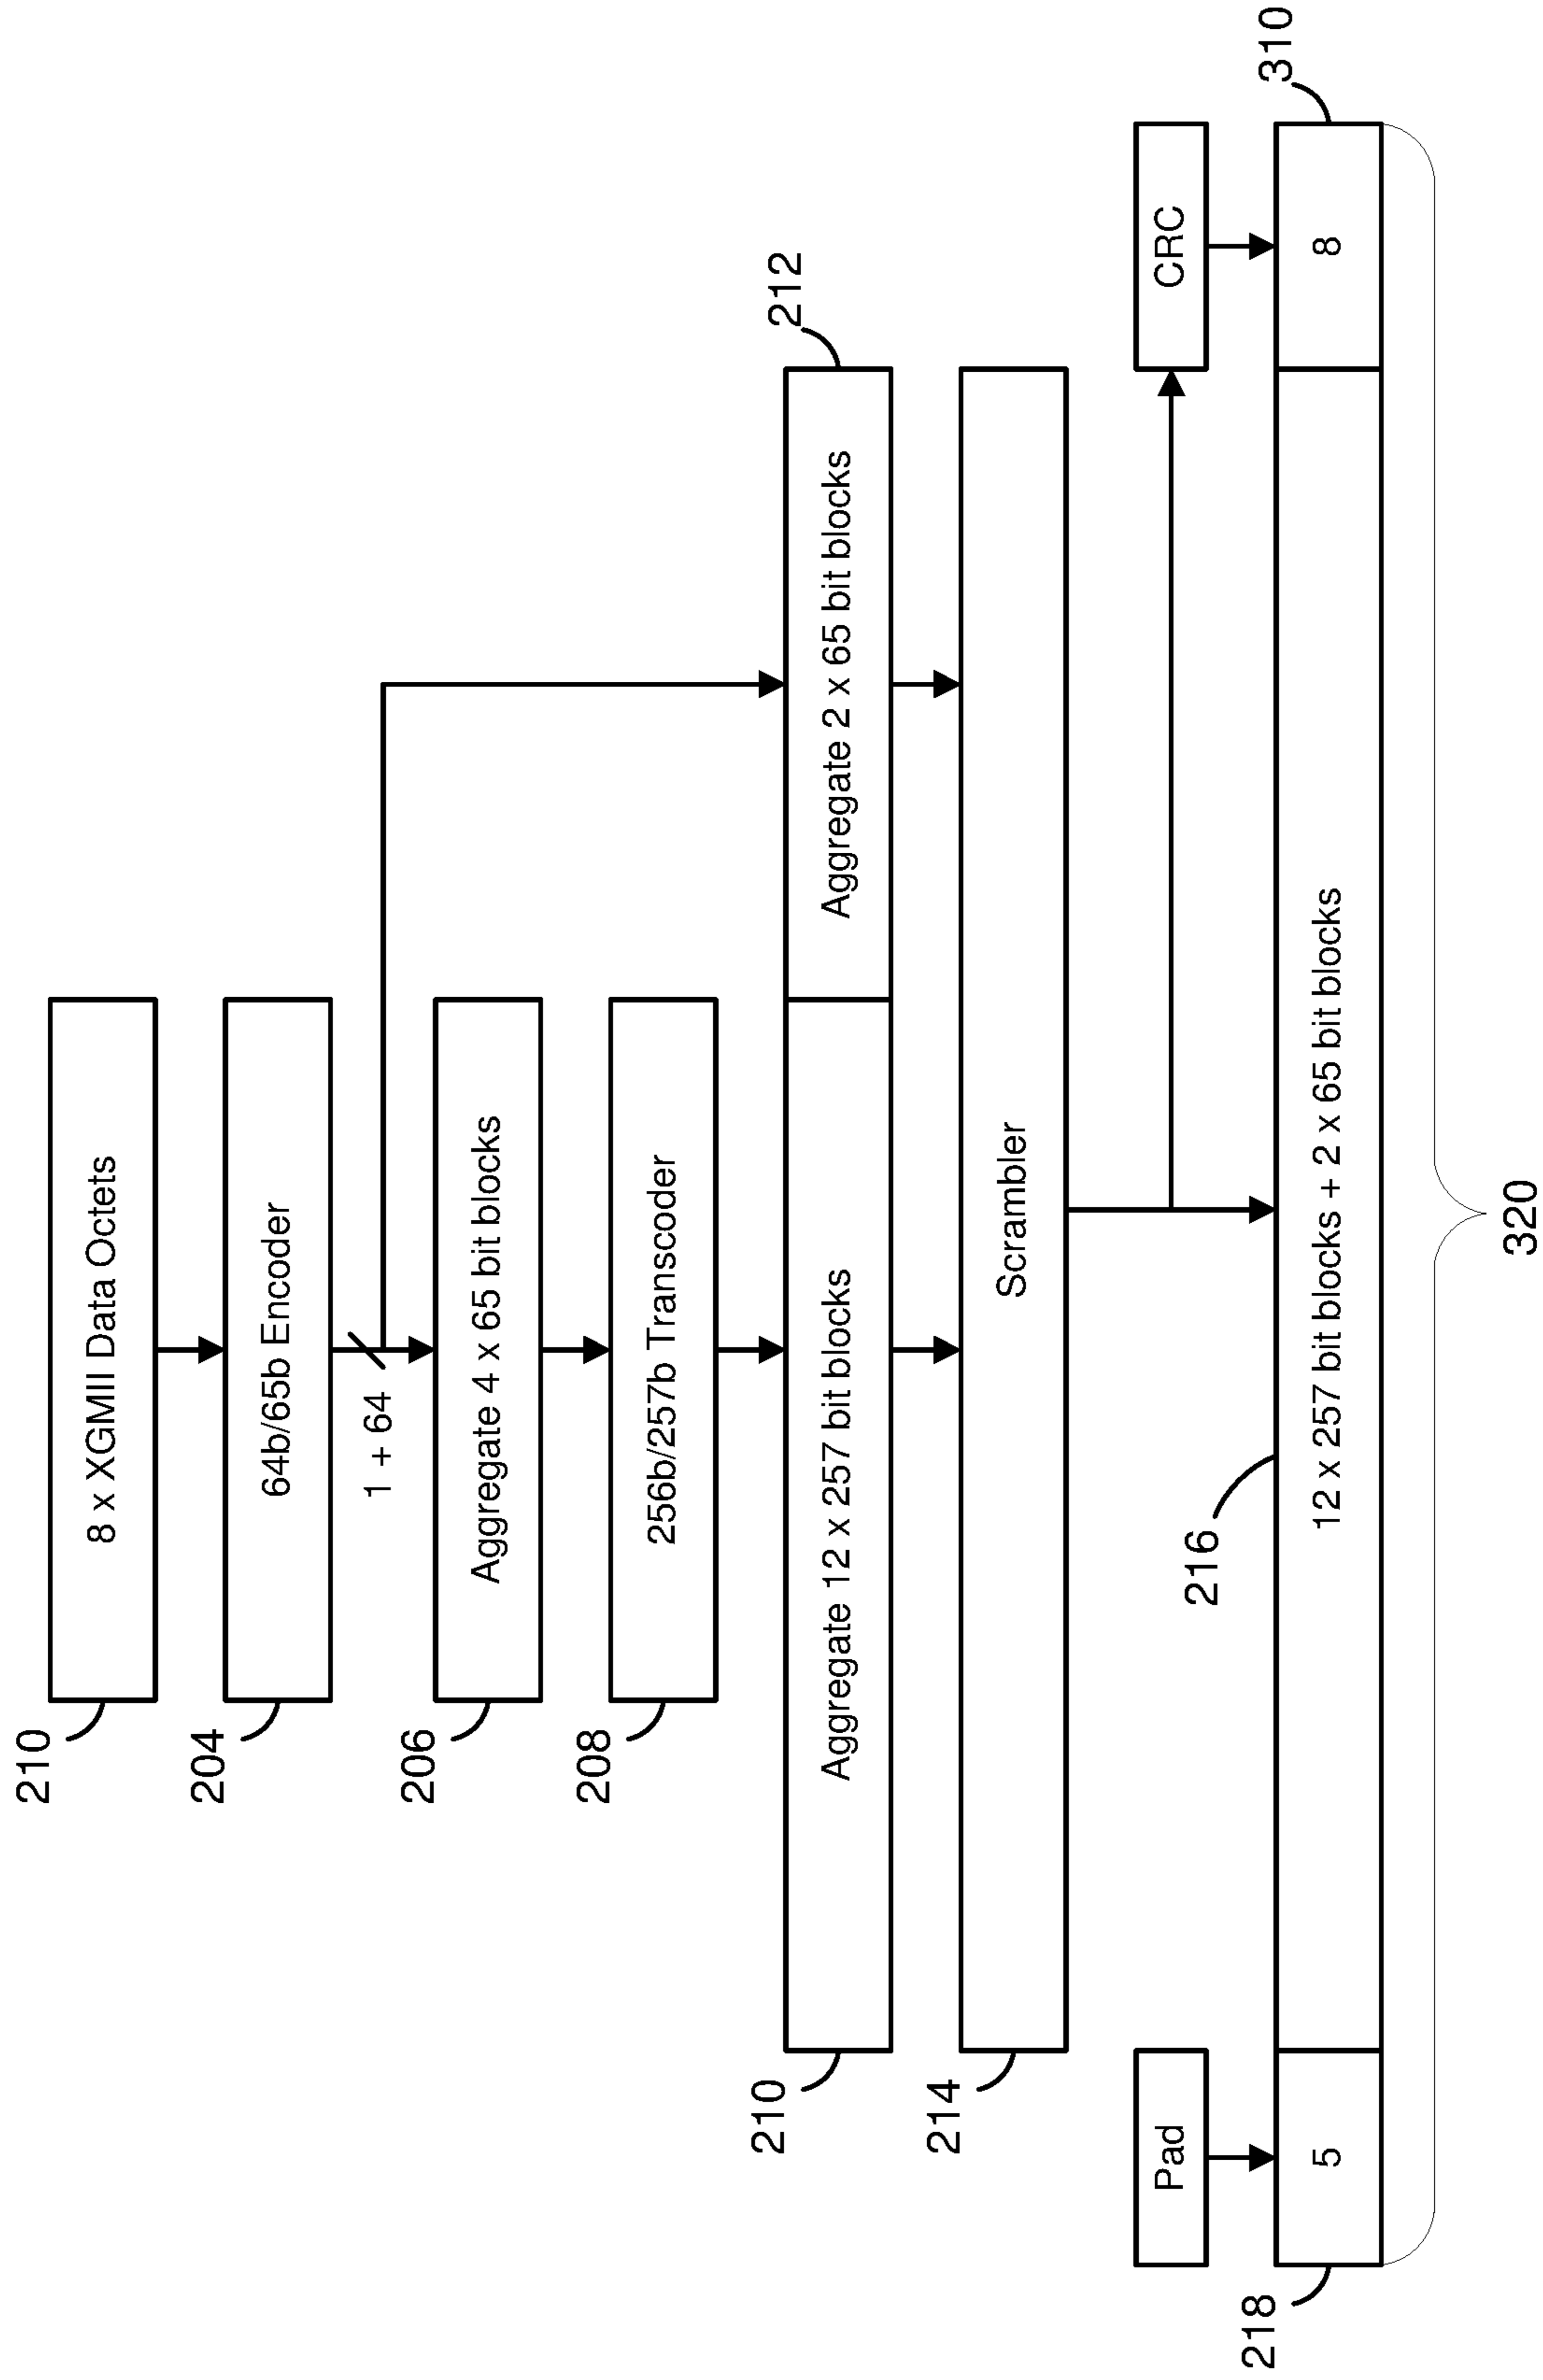 210
8 x XGMII Data Octets
204
64b/65b Encoder
1 + 64
206
Aggregate 4 x 65 bit blocks
208
256b/257b Transcoder
210
Aggregate 12 x 257 bit blocks
Aggregate 2 x 65 bit blocks
212
214
Scrambler
Pad
CRC
216
218
5
12 x 257 bit blocks + 2 x 65 bit blocks
8
310
320